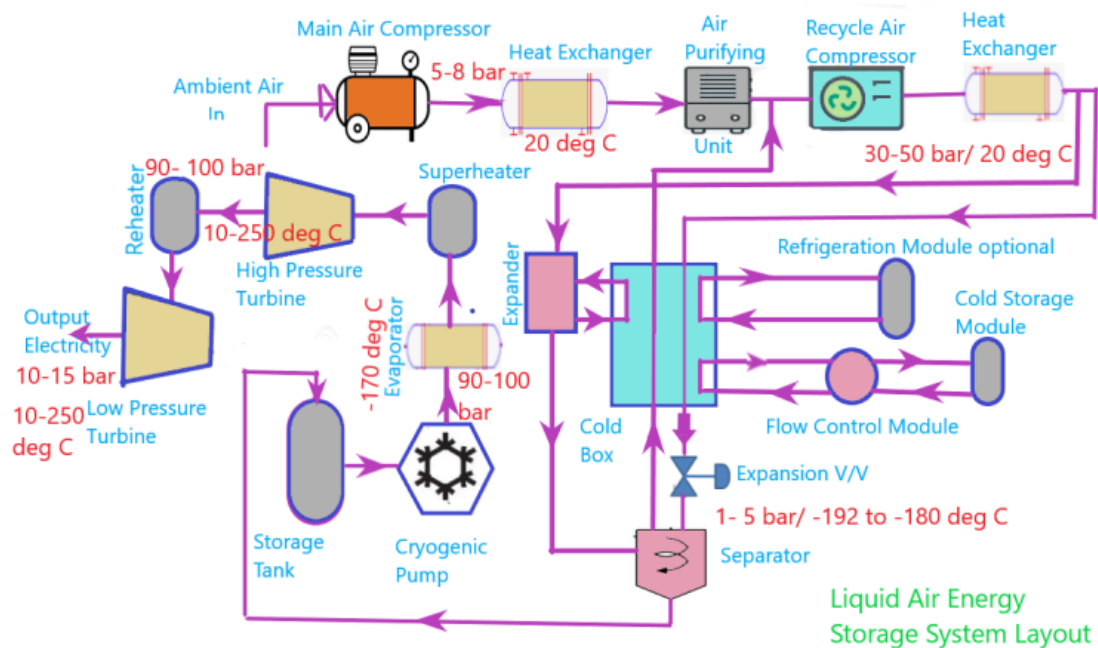 Main Air Compressor
Air
Purifying
Unit
Recycle Air
Compressor
Heat
Exchanger
Heat Exchanger
5-8 bar
Ambient Air
In
20 deg C
30-50 bar/ 20 deg C
90- 100 bar
Superheater
Reheater
10-250 deg C
High Pressure
Turbine
Refrigeration Module optional
Expander
Cold Storage
Module
Output
Electricity
-170 deg C
Evaporator
90-100
bar
10-15 bar
10-250
deg C
Low Pressure
Turbine
Cold
Box
Flow Control Module
Expansion V/V
1- 5 bar/ -192 to -180 deg C
Storage
Tank
Cryogenic
Pump
Separator
Liquid Air Energy
Storage System Layout